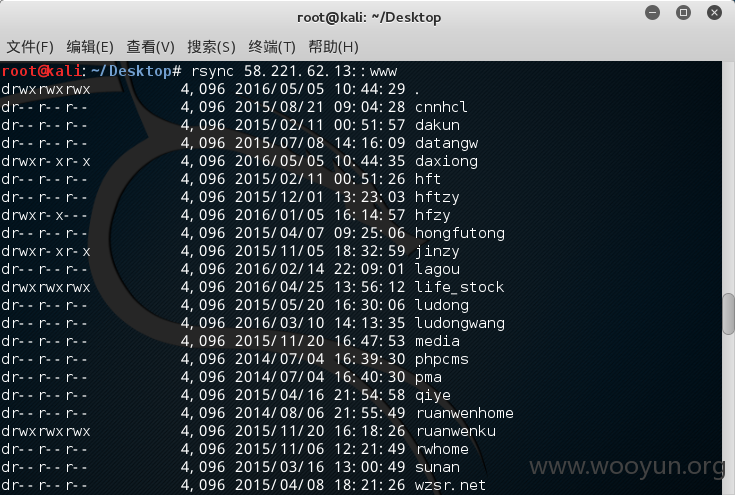 root@kali: ~/Desktop
文件(F) 编辑(E) 查看(V) 搜索(S) 终端(T) 帮助(H)
root@kali:~/Desktop# rsync 58.221.62.13::www
drwxrwxrwx 4,096 2016/05/05 10:44:29 .
dr--r--r-- 4,096 2015/08/21 09:04:28 cnnhcl
dr--r--r-- 4,096 2015/02/11 00:51:57 dakun
dr--r--r-- 4,096 2015/07/08 14:16:09 datangw
drwxr-xr-x 4,096 2016/05/05 10:44:35 daxiong
dr--r--r-- 4,096 2015/02/11 00:51:26 hft
dr--r--r-- 4,096 2015/12/01 13:23:03 hftzy
drwxr-x--- 4,096 2016/01/05 16:14:57 hfzy
dr--r--r-- 4,096 2015/04/07 09:25:06 hongfutong
drwxr-xr-x 4,096 2015/11/05 18:32:59 jinzy
dr--r--r-- 4,096 2016/02/14 22:09:01 lagou
drwxrwxrwx 4,096 2016/04/25 13:56:12 life_stock
dr--r--r-- 4,096 2015/05/20 16:30:06 ludong
dr--r--r-- 4,096 2016/03/10 14:13:35 ludongwang
dr--r--r-- 4,096 2015/11/20 16:47:53 media
dr--r--r-- 4,096 2014/07/04 16:39:30 phpcms
dr--r--r-- 4,096 2014/07/04 16:40:30 pma
dr--r--r-- 4,096 2015/04/16 21:54:58 qiye
dr--r--r-- 4,096 2014/08/06 21:55:49 ruanwenhome
drwxrwxrwx 4,096 2015/11/20 16:18:26 ruanwenku
dr--r--r-- 4,096 2015/11/06 12:21:49 rwhome
dr--r--r-- 4,096 2015/03/16 13:00:49 sunan
dr--r--r-- 4,096 2015/04/08 18:21:26 wzsr.net
www.wooyun.org